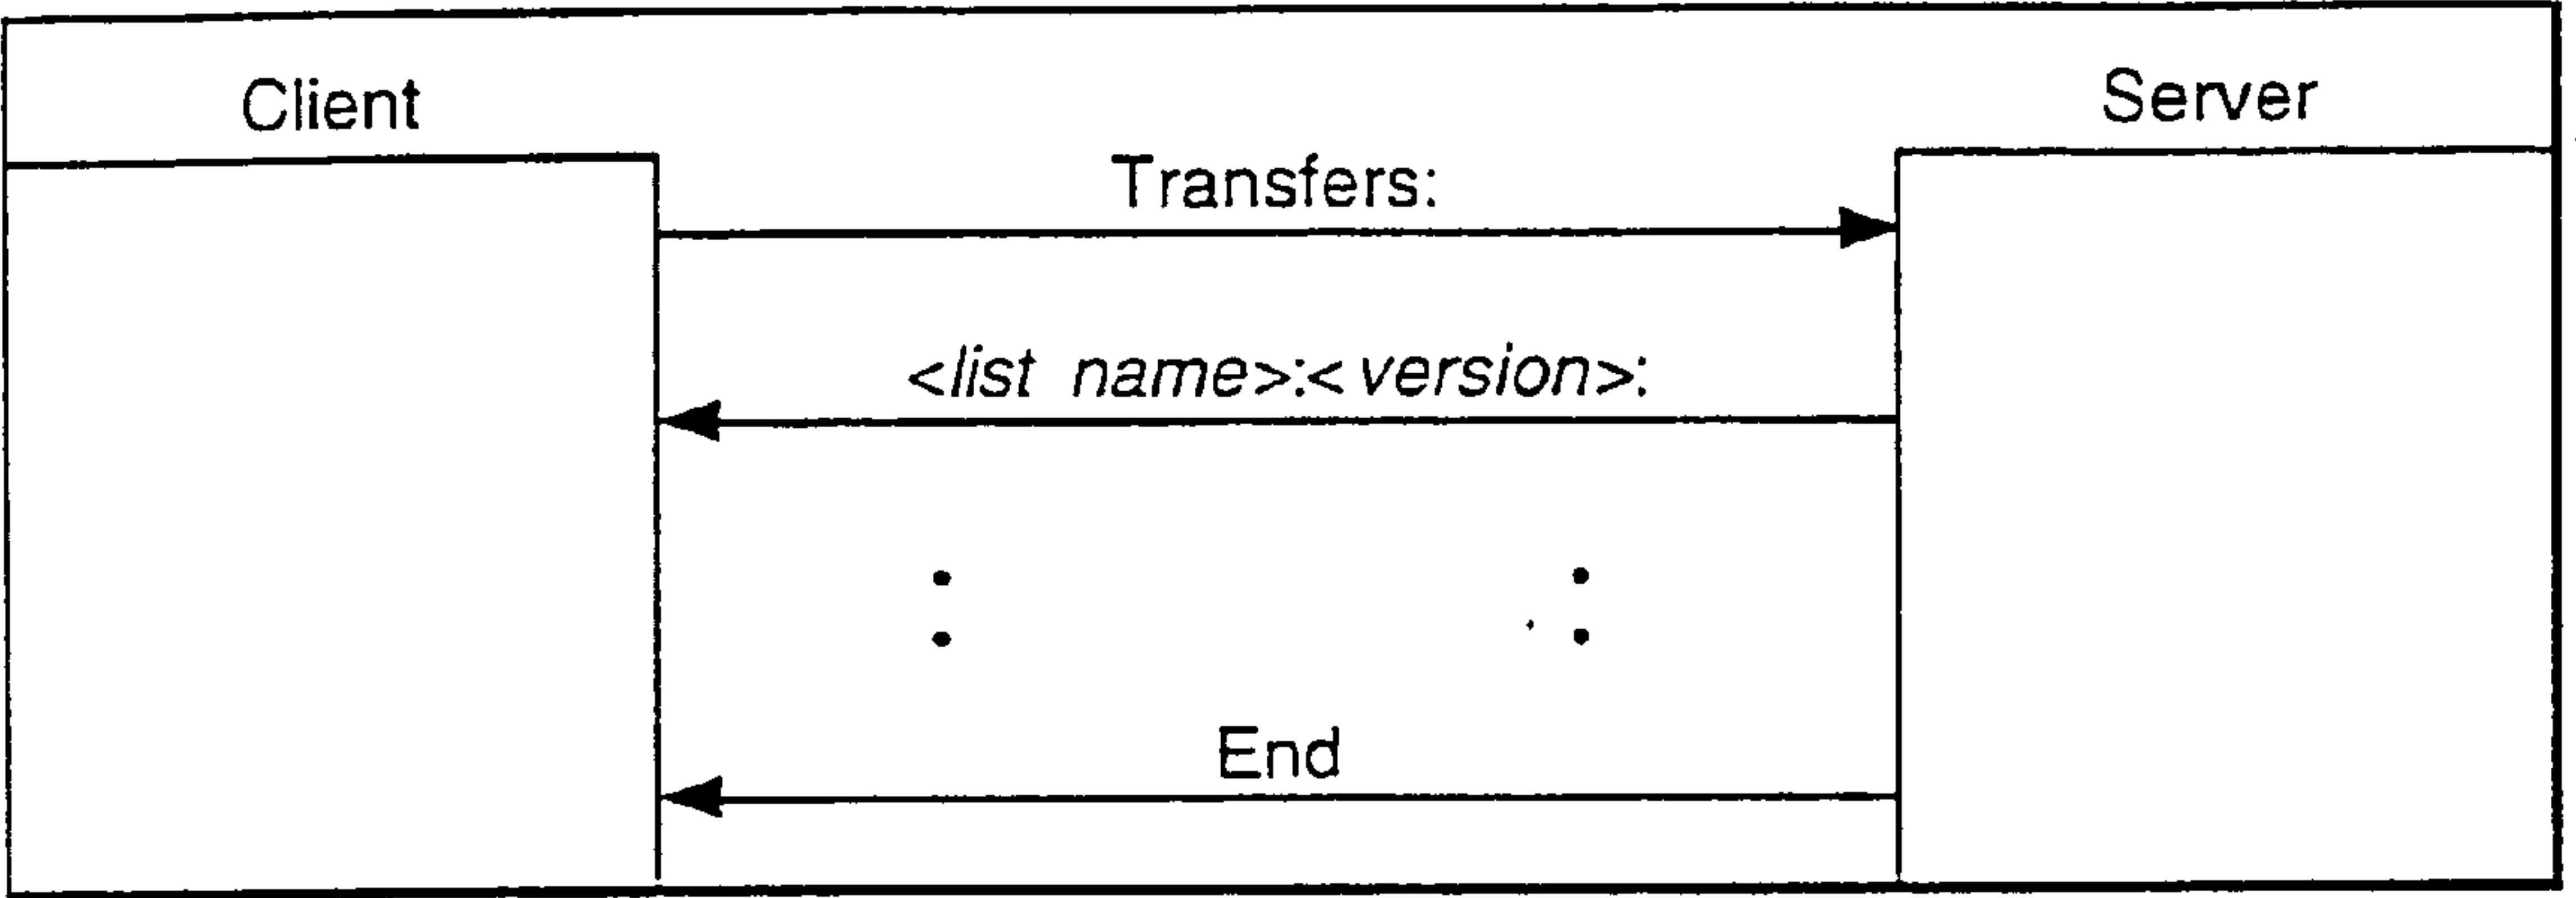 Client
Server
Transfers:
<list name>:<version>:
End